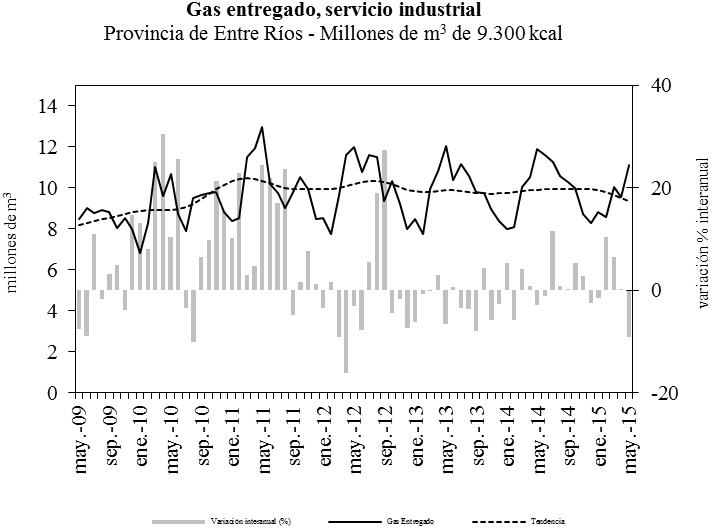 Gas entregado, servicio industrial
Provincia de Entre Ríos - Millones de m³ de 9.300 kcal
millones de m³
14
12
10
8
6
4
2
0
40
20
0
-20
variación % interanual
may.-09
sep.-09
ene.-10
may.-10
sep.-10
ene.-11
may.-11
sep.-11
ene.-12
may.-12
sep.-12
ene.-13
may.-13
sep.-13
ene.-14
may.-14
sep.-14
ene.-15
may.-15
Variación interanual (%)
Gas Entregado
Tendencia